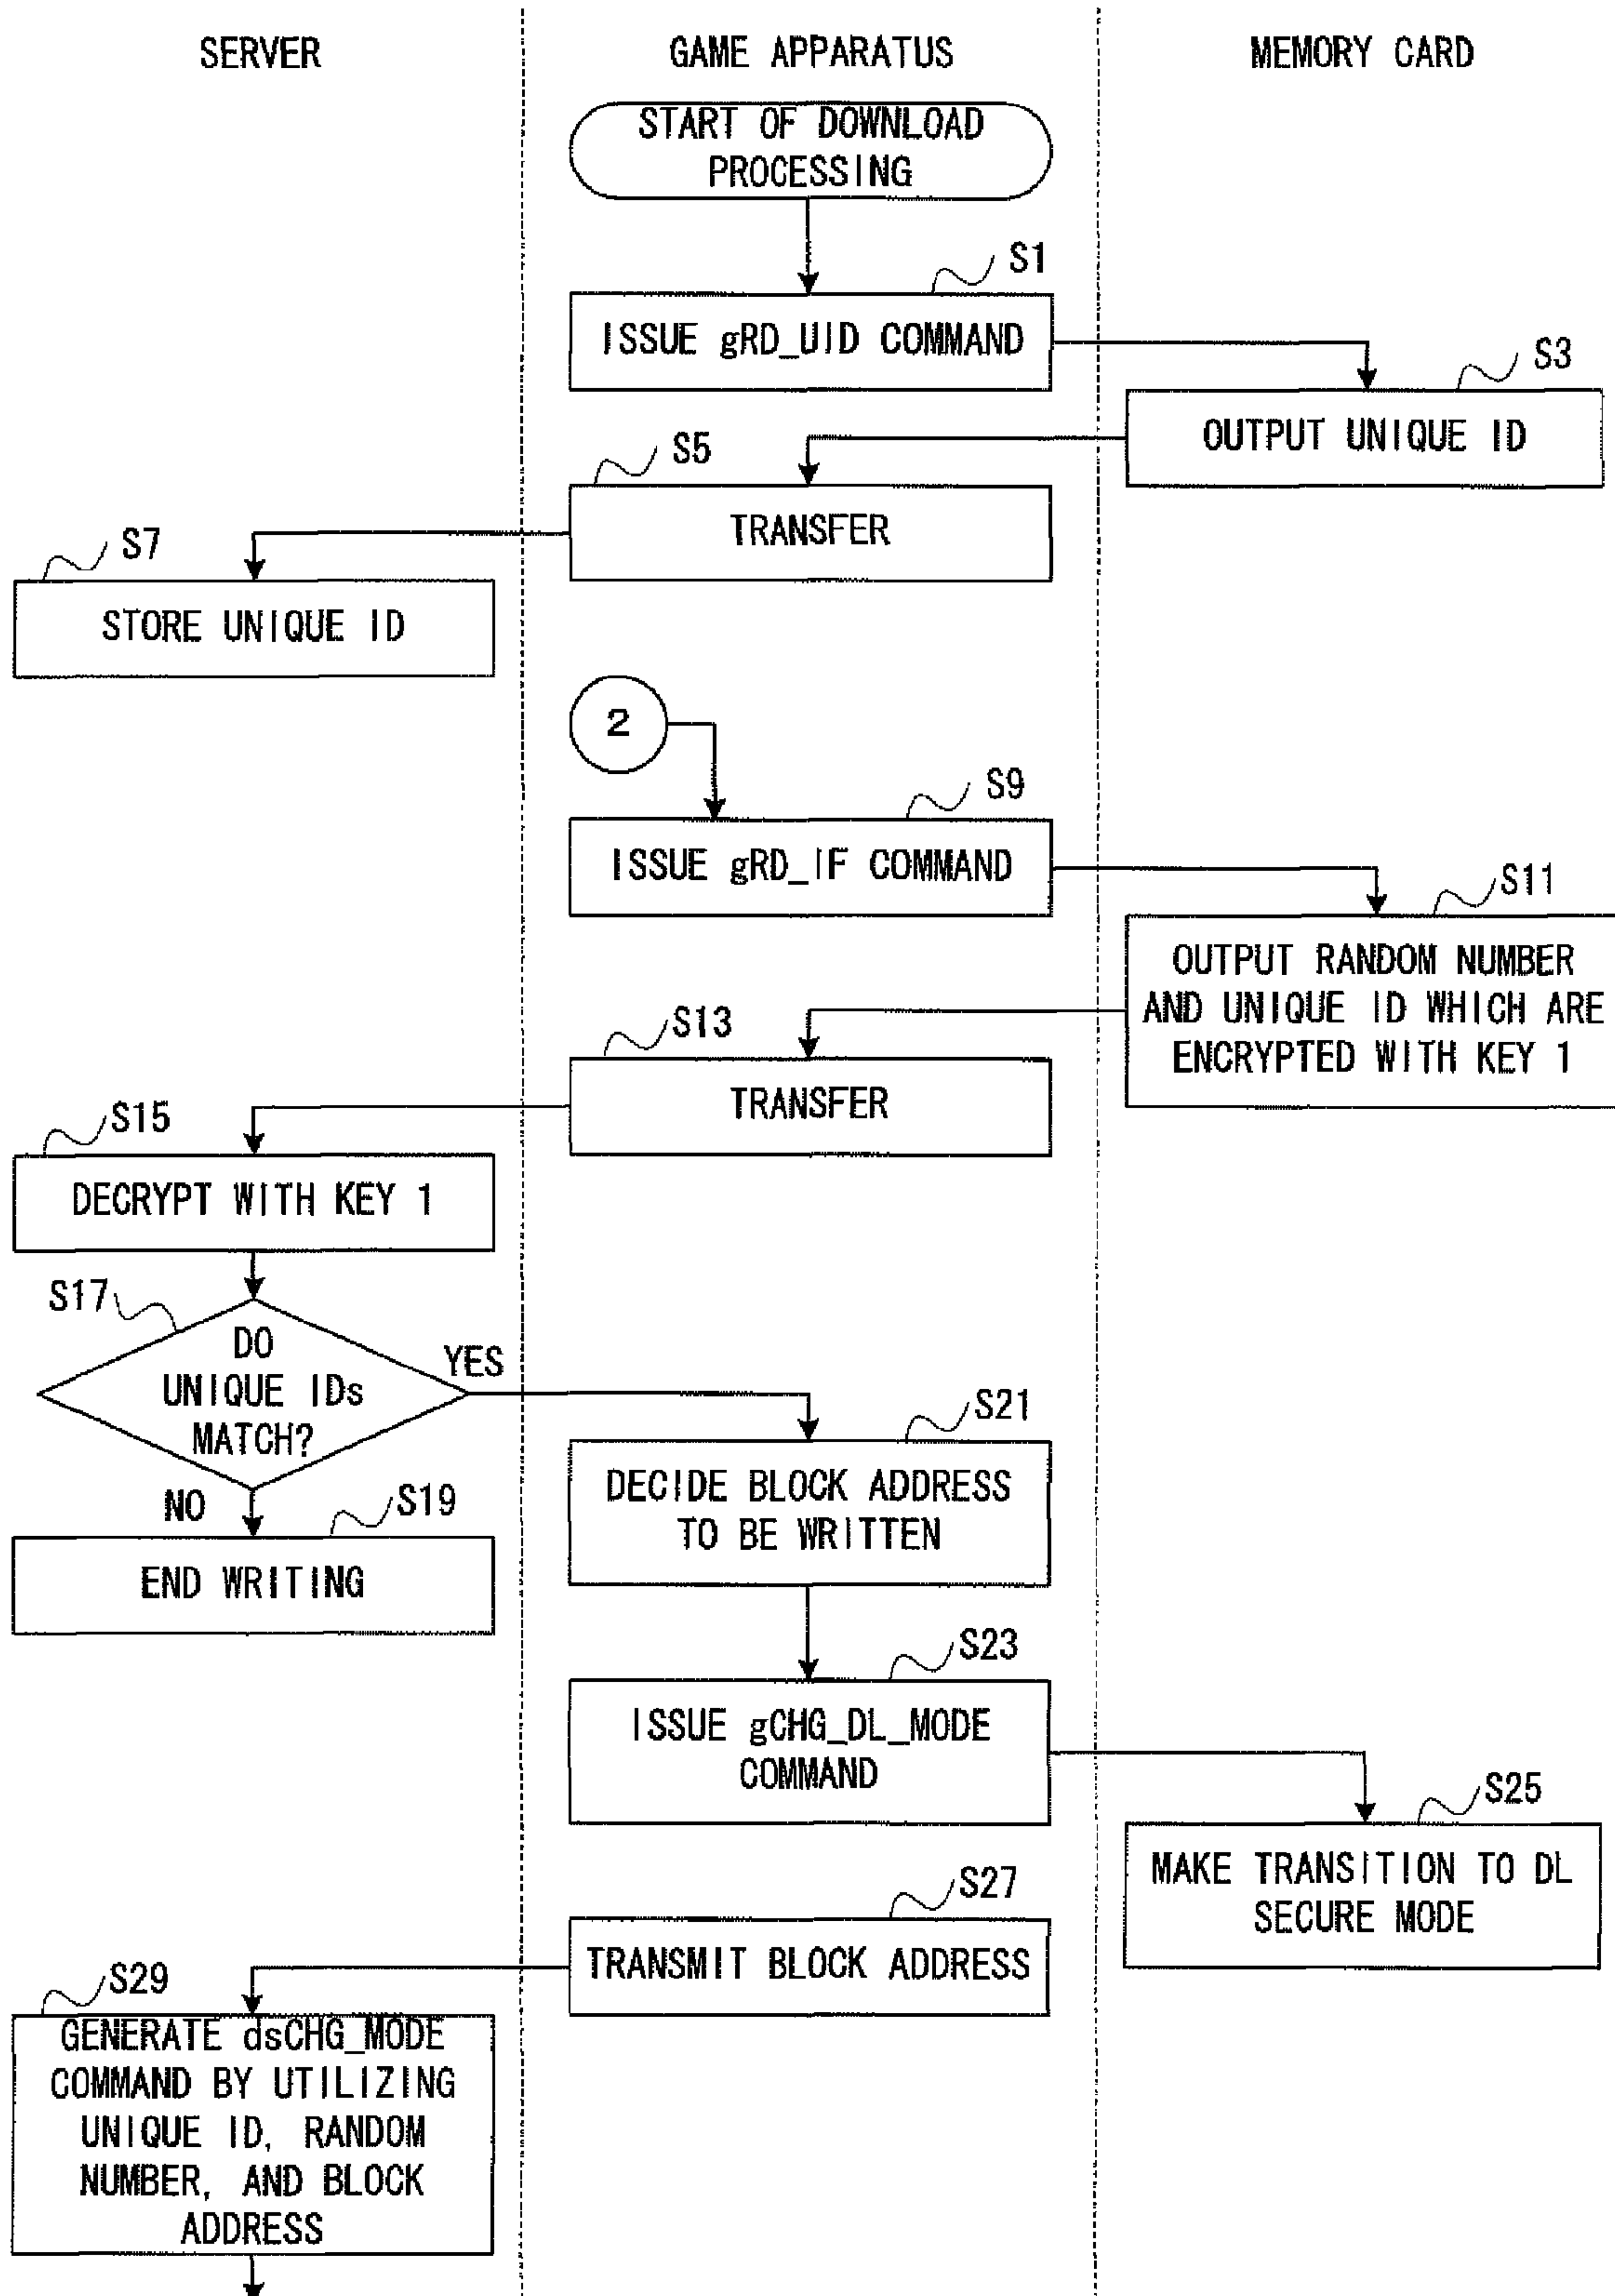 SERVER
GAME APPARATUS
MEMORY CARD
START OF DOWNLOAD
PROCESSING
S1
ISSUE gRD_UID COMMAND
S3
OUTPUT UNIQUE ID
S5
TRANSFER
S7
STORE UNIQUE ID
2
S9
ISSUE gRD_IF COMMAND
S11
OUTPUT RANDOM NUMBER
AND UNIQUE ID WHICH ARE
ENCRYPTED WITH KEY 1
S13
TRANSFER
S15
DECRYPT WITH KEY 1
S17
DO
UNIQUE IDs
MATCH?
YES
NO
S19
END WRITING
S21
DECIDE BLOCK ADDRESS
TO BE WRITTEN
S23
ISSUE gCHG_DL_MODE
COMMAND
S25
MAKE TRANSITION TO DL
SECURE MODE
S27
TRANSMIT BLOCK ADDRESS
S29
GENERATE dsCHG_MODE
COMMAND BY UTILIZING
UNIQUE ID, RANDOM
NUMBER, AND BLOCK
ADDRESS